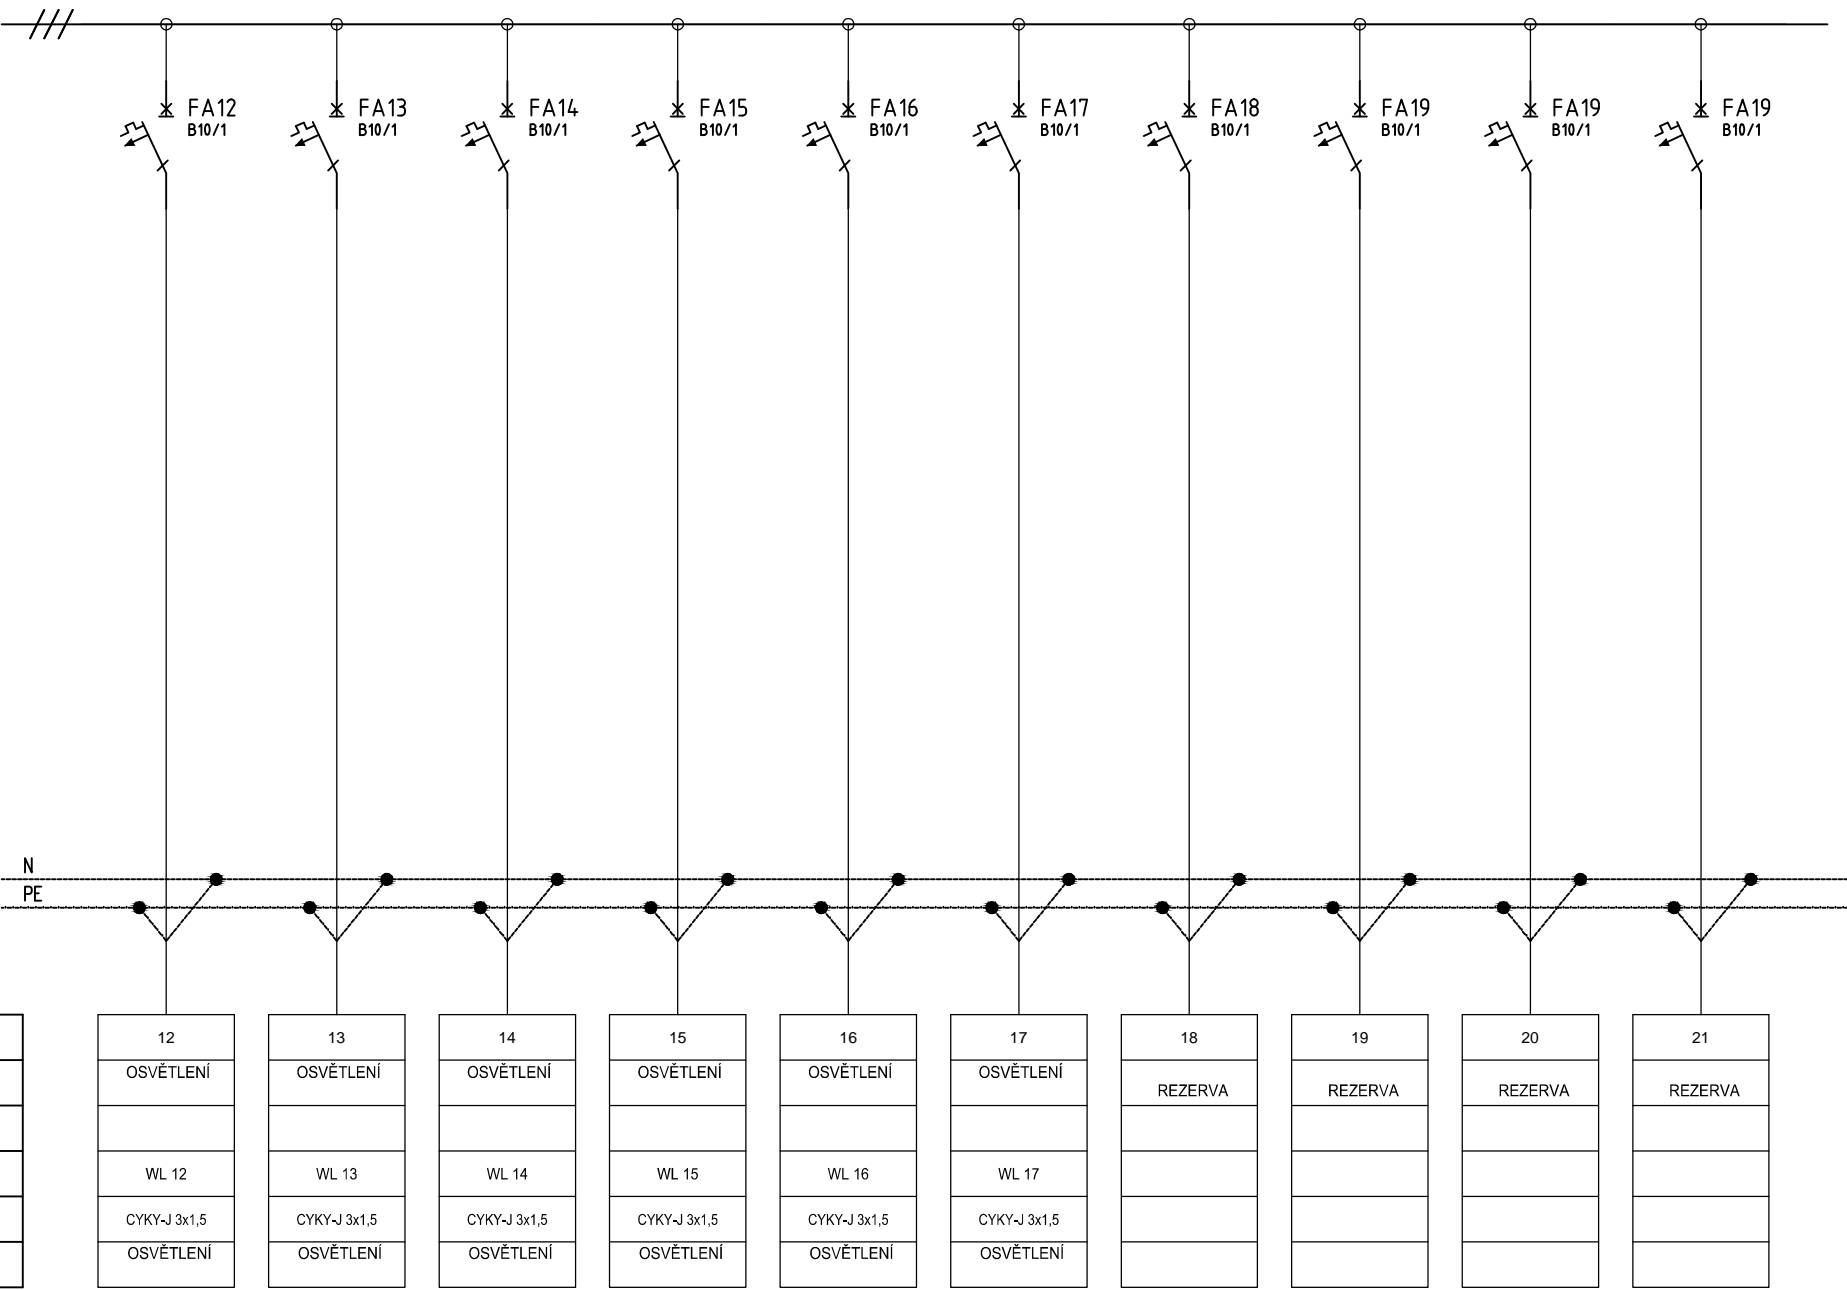 FA12 FA13 FA14 FA15 FA16 FA17 FA18 FA19 FA19 FA19
B10/1 B10/1 B10/1 B10/1 B10/1 B10/1 B10/1 B10/1 B10/1 B10/1
N
PE
12 13 14 15 16 17 18 19 20 21
OSVĚTLENÍ OSVĚTLENÍ OSVĚTLENÍ OSVĚTLENÍ OSVĚTLENÍ OSVĚTLENÍ
REZERVA REZERVA REZERVA REZERVA
WL 12 WL 13 WL 14 WL 15 WL 16 WL 17
CYKY-J 3x1,5 CYKY-J 3x1,5 CYKY-J 3x1,5 CYKY-J 3x1,5 CYKY-J 3x1,5 CYKY-J 3x1,5
OSVĚTLENÍ OSVĚTLENÍ OSVĚTLENÍ OSVĚTLENÍ OSVĚTLENÍ OSVĚTLENÍ